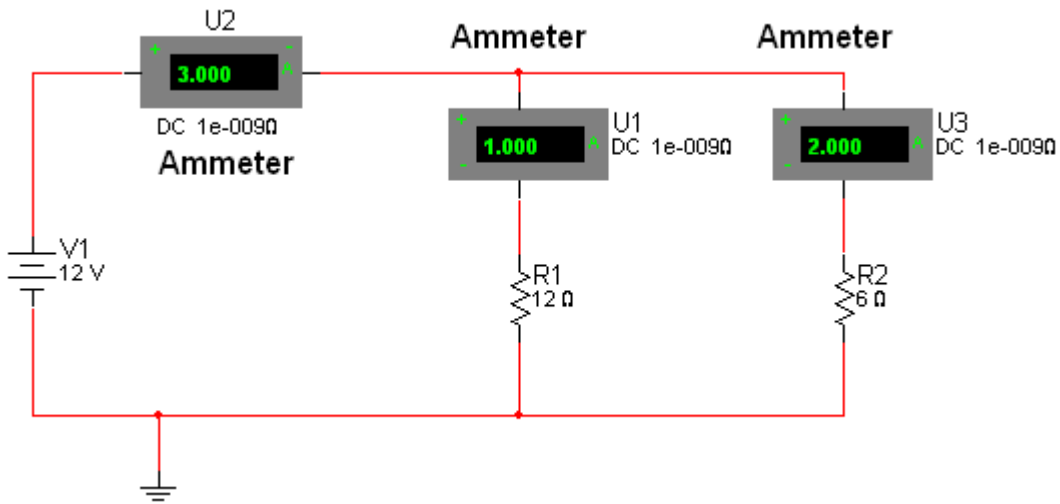 U2
Ammeter
Ammeter
+ -
3.000 A
DC 1e-009Ω
Ammeter
+
-
1.000 A
U1
DC 1e-009Ω
+
-
2.000 A
U3
DC 1e-009Ω
V1
12 V
R1
12 Ω
R2
6 Ω